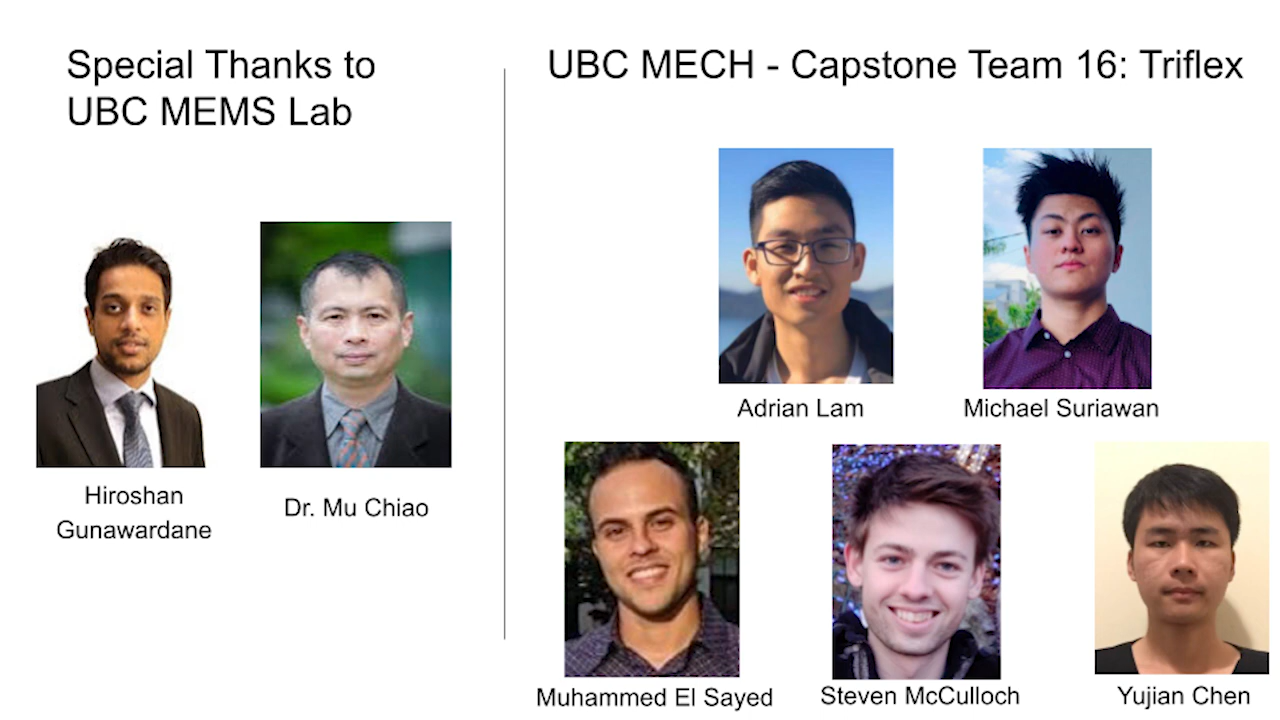 Special Thanks to
UBC MEMS Lab
Hiroshan
Gunawardane
Dr. Mu Chiao
UBC MECH - Capstone Team 16: Triflex
Adrian Lam
Michael Suriawan
Muhammed El Sayed
Steven McCulloch
Yujian Chen